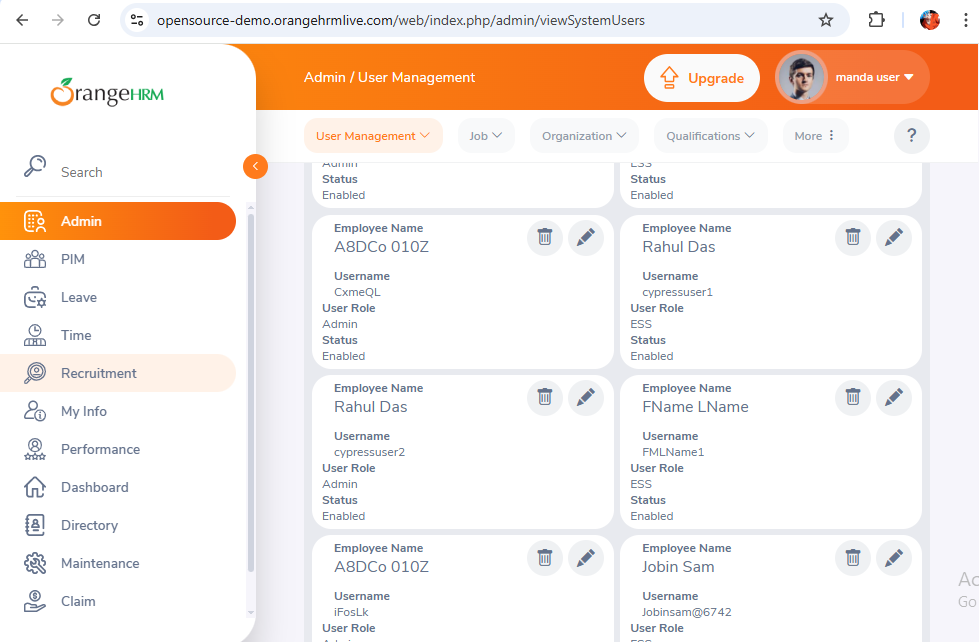 opensource-demo.orangehrmlive.com/web/index.php/admin/viewSystemUsers
OrangeHRM
Admin / User Management
Upgrade
manda user
User Management
Job
Organization
Qualifications
More
?
Search
Admin
PIM
Leave
Time
Recruitment
My Info
Performance
Dashboard
Directory
Maintenance
Claim
Admin
Status
Enabled
ESS
Status
Enabled
Employee Name
A8DCo 010Z
Username
CxmeQL
User Role
Admin
Status
Enabled
Employee Name
Rahul Das
Username
cypressuser1
User Role
ESS
Status
Enabled
Employee Name
Rahul Das
Username
cypressuser2
User Role
Admin
Status
Enabled
Employee Name
FName LName
Username
FMLName1
User Role
ESS
Status
Enabled
Employee Name
A8DCo 010Z
Username
iFosLk
User Role
Employee Name
Jobin Sam
Username
Jobinsam@6742
User Role
Ac
Go